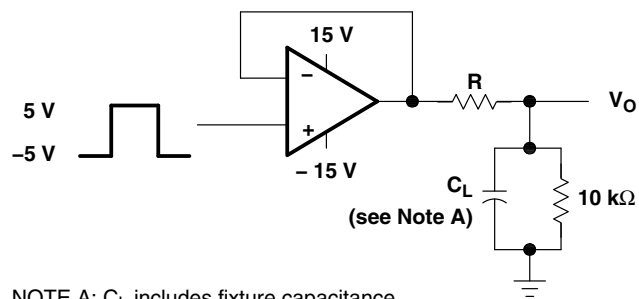 15 V
R
−
VO
5 V
+
−5 V
− 15 V
CL
10 kΩ
(see Note A)
NOTE A: CL includes fixture capacitance